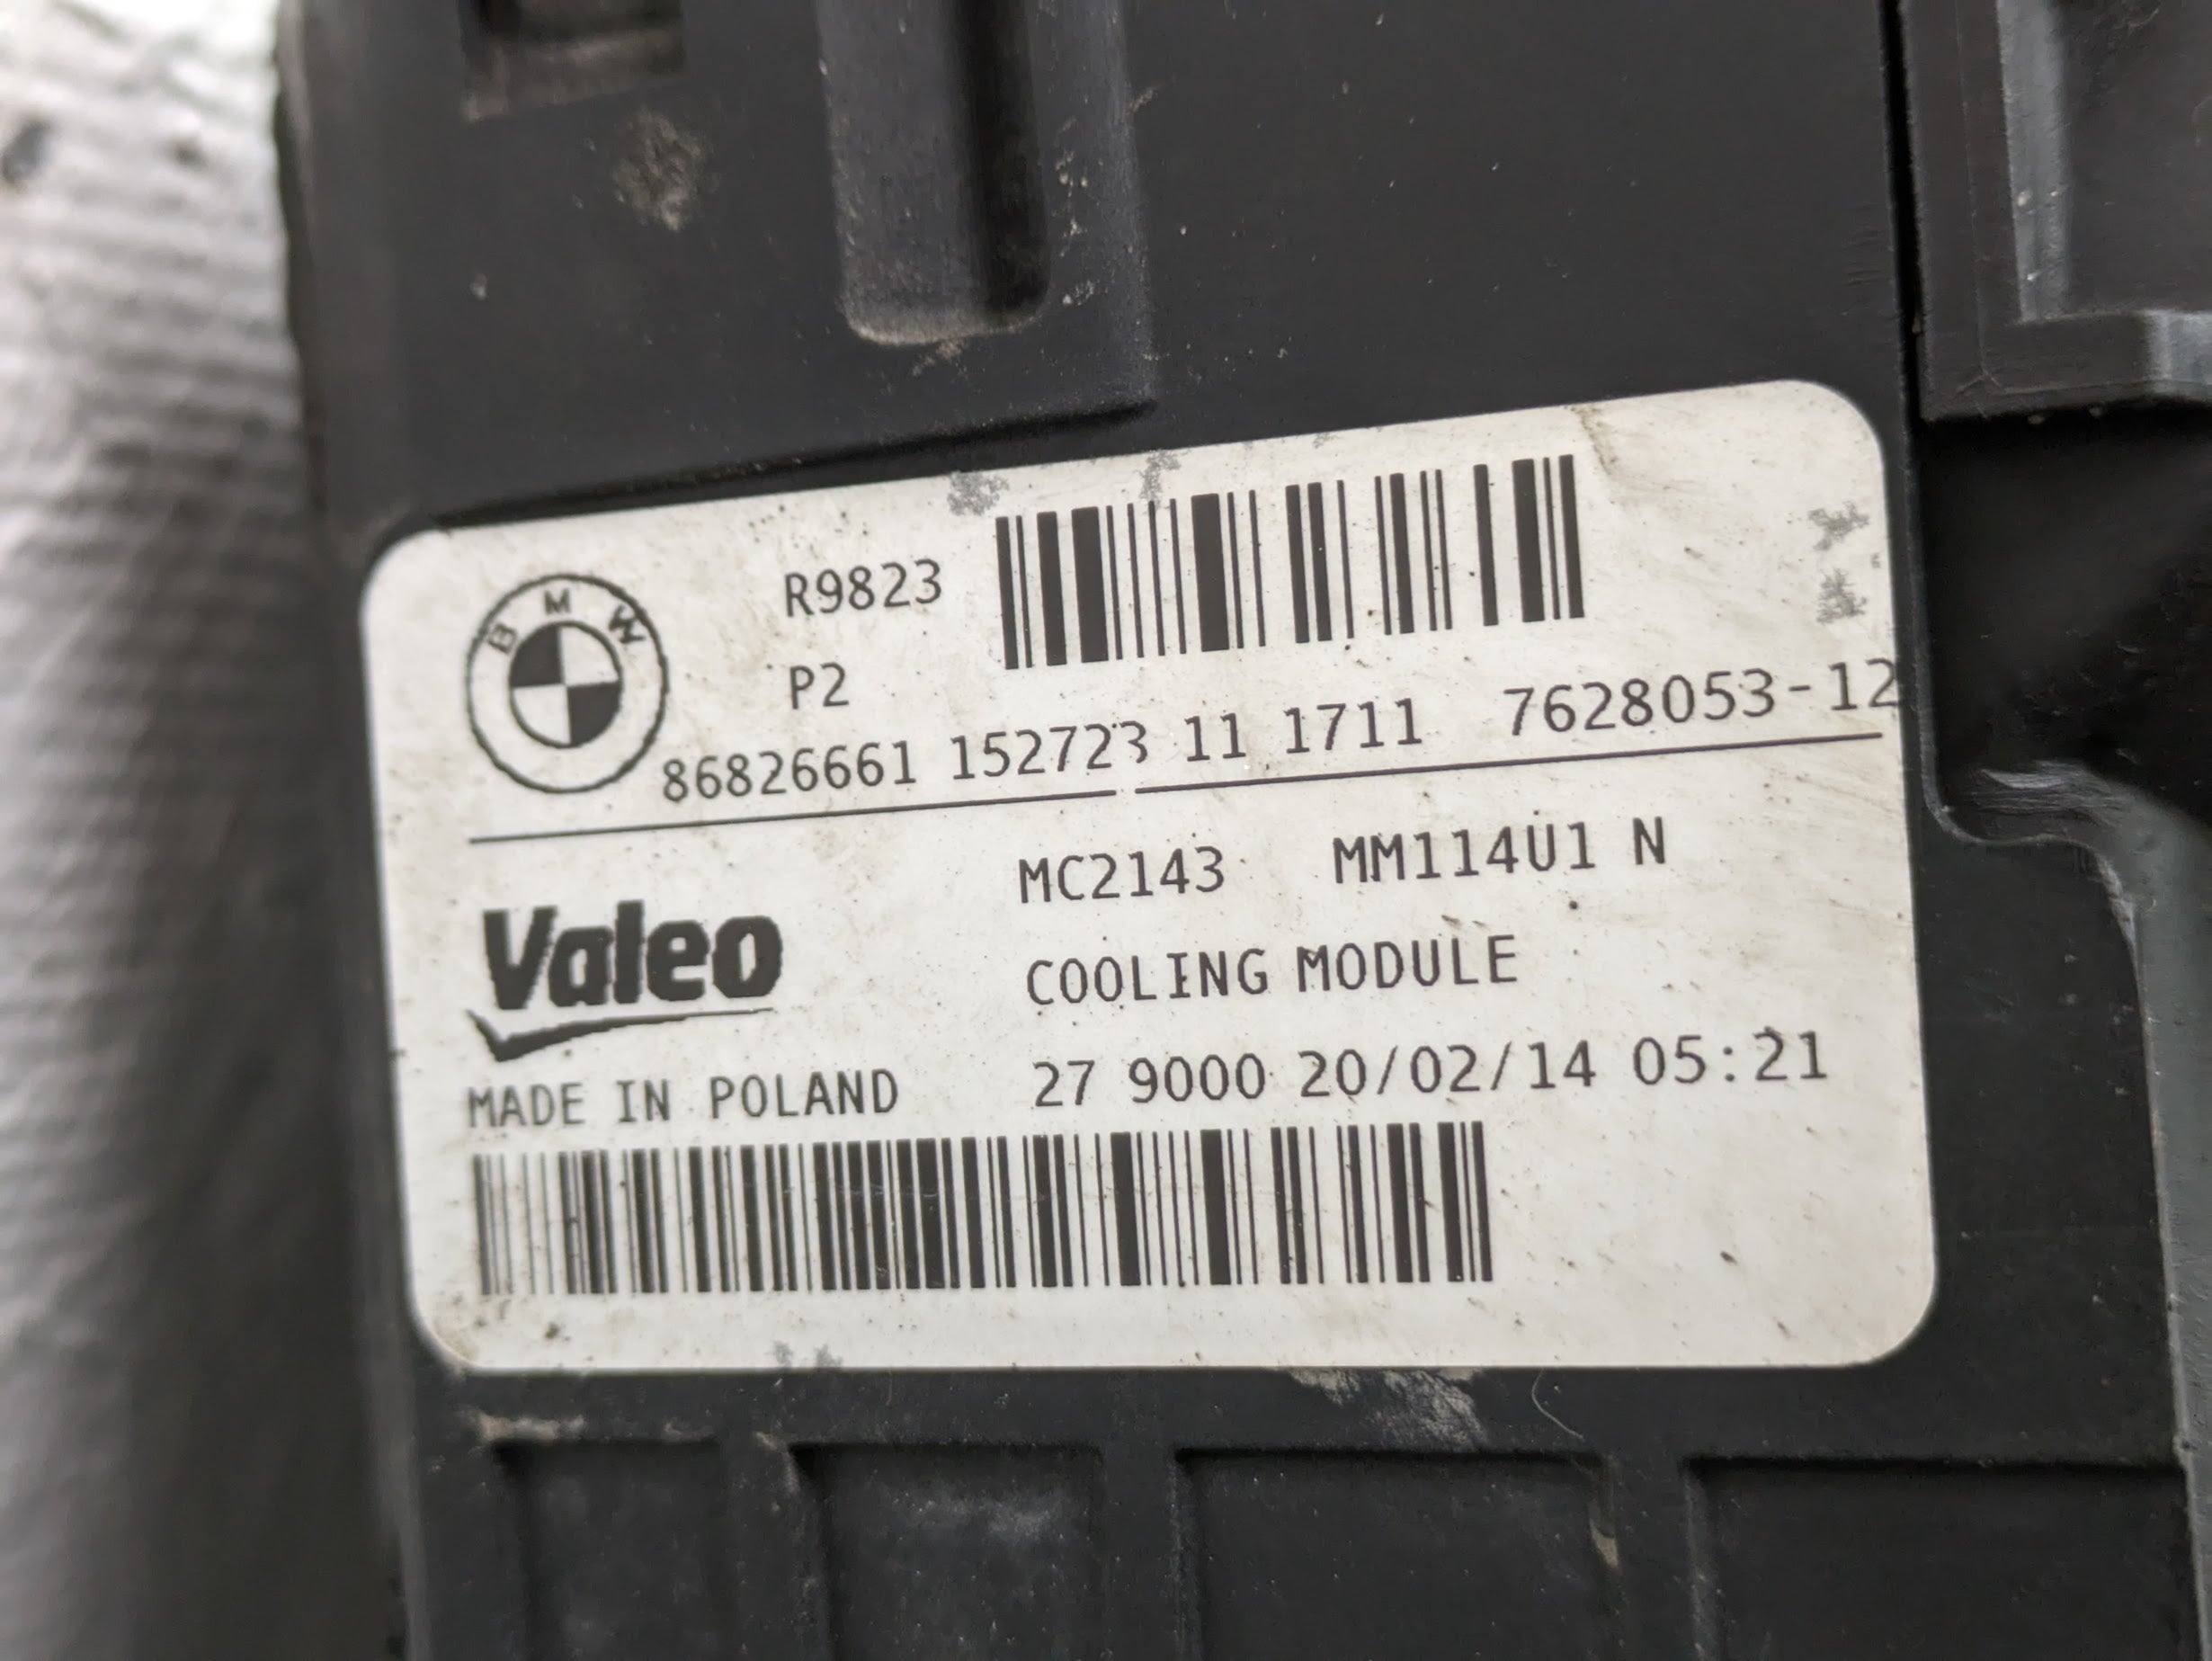 BMW
R9823
P2
86826661 152723 11 1711 7628053-12
MC2143 MM114U1 N
Valeo
COOLING MODULE
MADE IN POLAND
27 9000 20/02/14 05:21